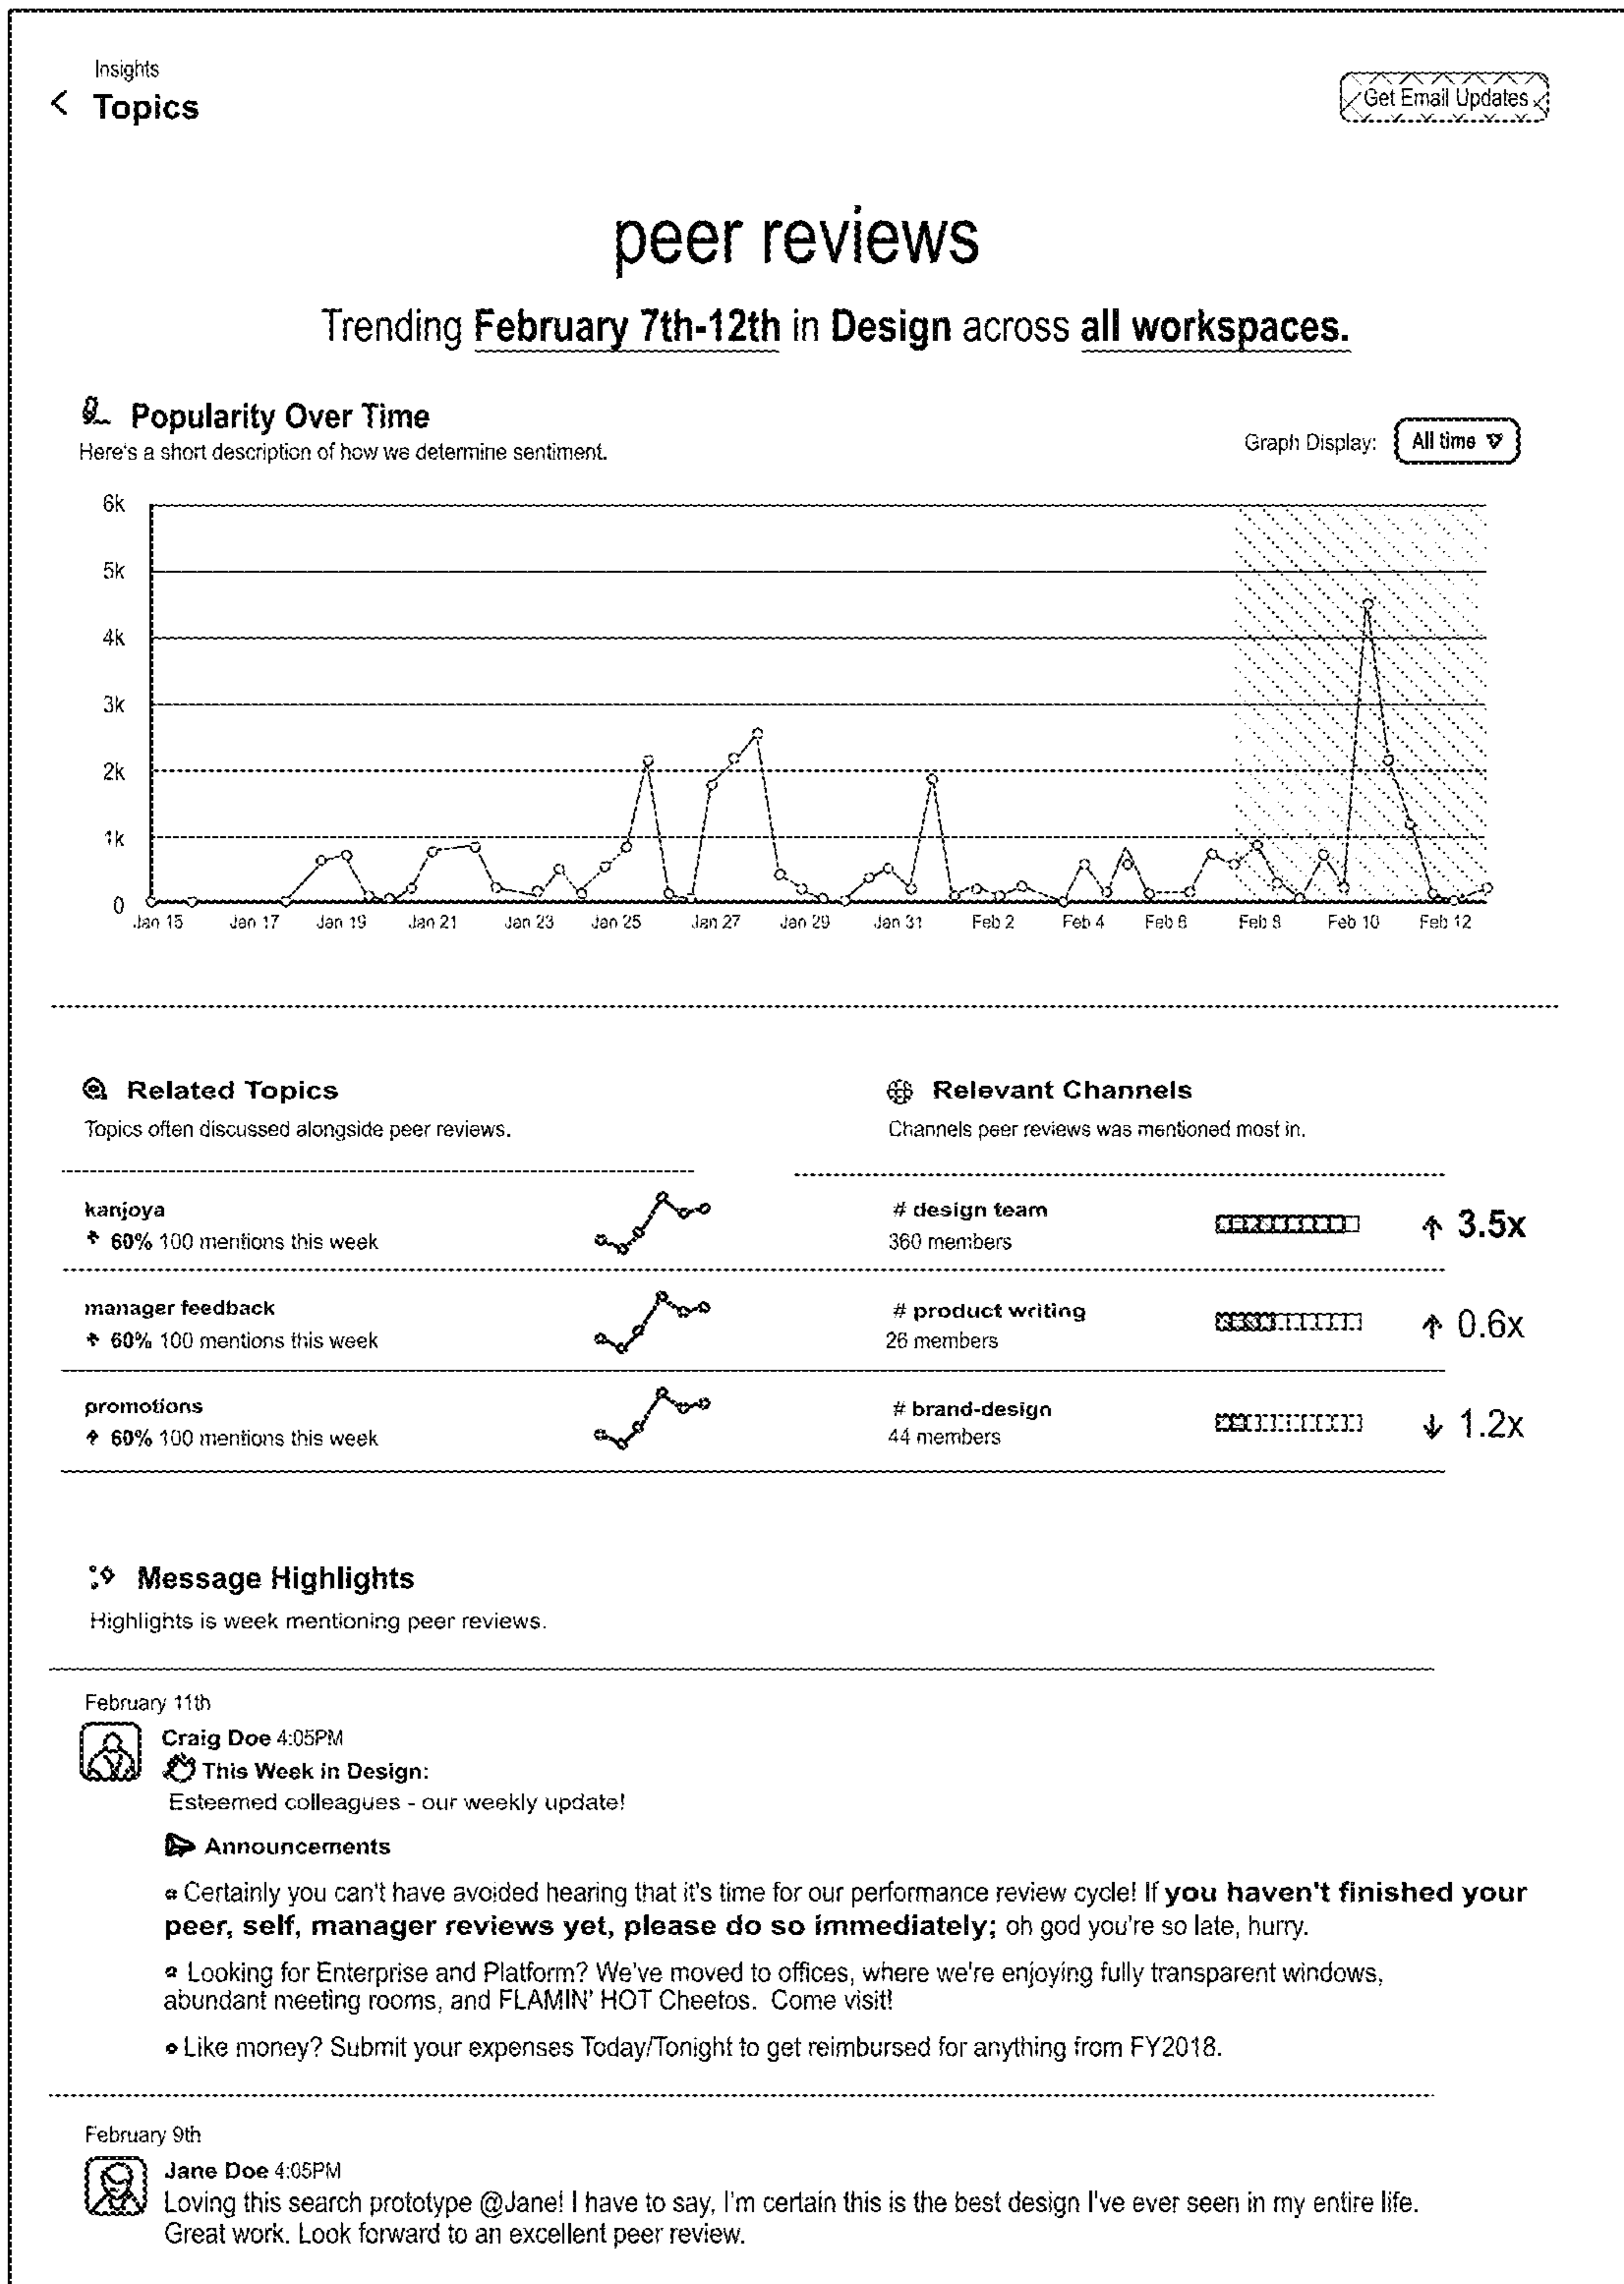 Insights
< Topics
Get Email Updates
peer reviews
Trending February 7th-12th in Design across all workspaces.
Popularity Over Time
Here's a short description of how we determine sentiment.
Graph Display:
All time
6k
5k
4k
3k
2k
1k
0
Jan 15 Jan 17 Jan 19 Jan 21 Jan 23 Jan 25 Jan 27 Jan 29 Jan 31 Feb 2 Feb 4 Feb 6 Feb 8 Feb 10 Feb 12
Related Topics
Topics often discussed alongside peer reviews.
kanjoya
60% 100 mentions this week
manager feedback
60% 100 mentions this week
promotions
60% 100 mentions this week
Relevant Channels
Channels peer reviews was mentioned most in.
# design team
360 members
↑ 3.5x
# product writing
26 members
↑ 0.6x
# brand-design
44 members
↓ 1.2x
Message Highlights
Highlights is week mentioning peer reviews.
February 11th
Craig Doe 4:05PM
This Week in Design:
Esteemed colleagues - our weekly update!
Announcements
Certainly you can't have avoided hearing that it's time for our performance review cycle! If you haven't finished your
peer, self, manager reviews yet, please do so immediately; oh god you're so late, hurry.
Looking for Enterprise and Platform? We've moved to offices, where we're enjoying fully transparent windows,
abundant meeting rooms, and FLAMIN' HOT Cheetos. Come visit!
Like money? Submit your expenses Today/Tonight to get reimbursed for anything from FY2018.
February 9th
Jane Doe 4:05PM
Loving this search prototype @Jane! I have to say, I'm certain this is the best design I've ever seen in my entire life.
Great work. Look forward to an excellent peer review.